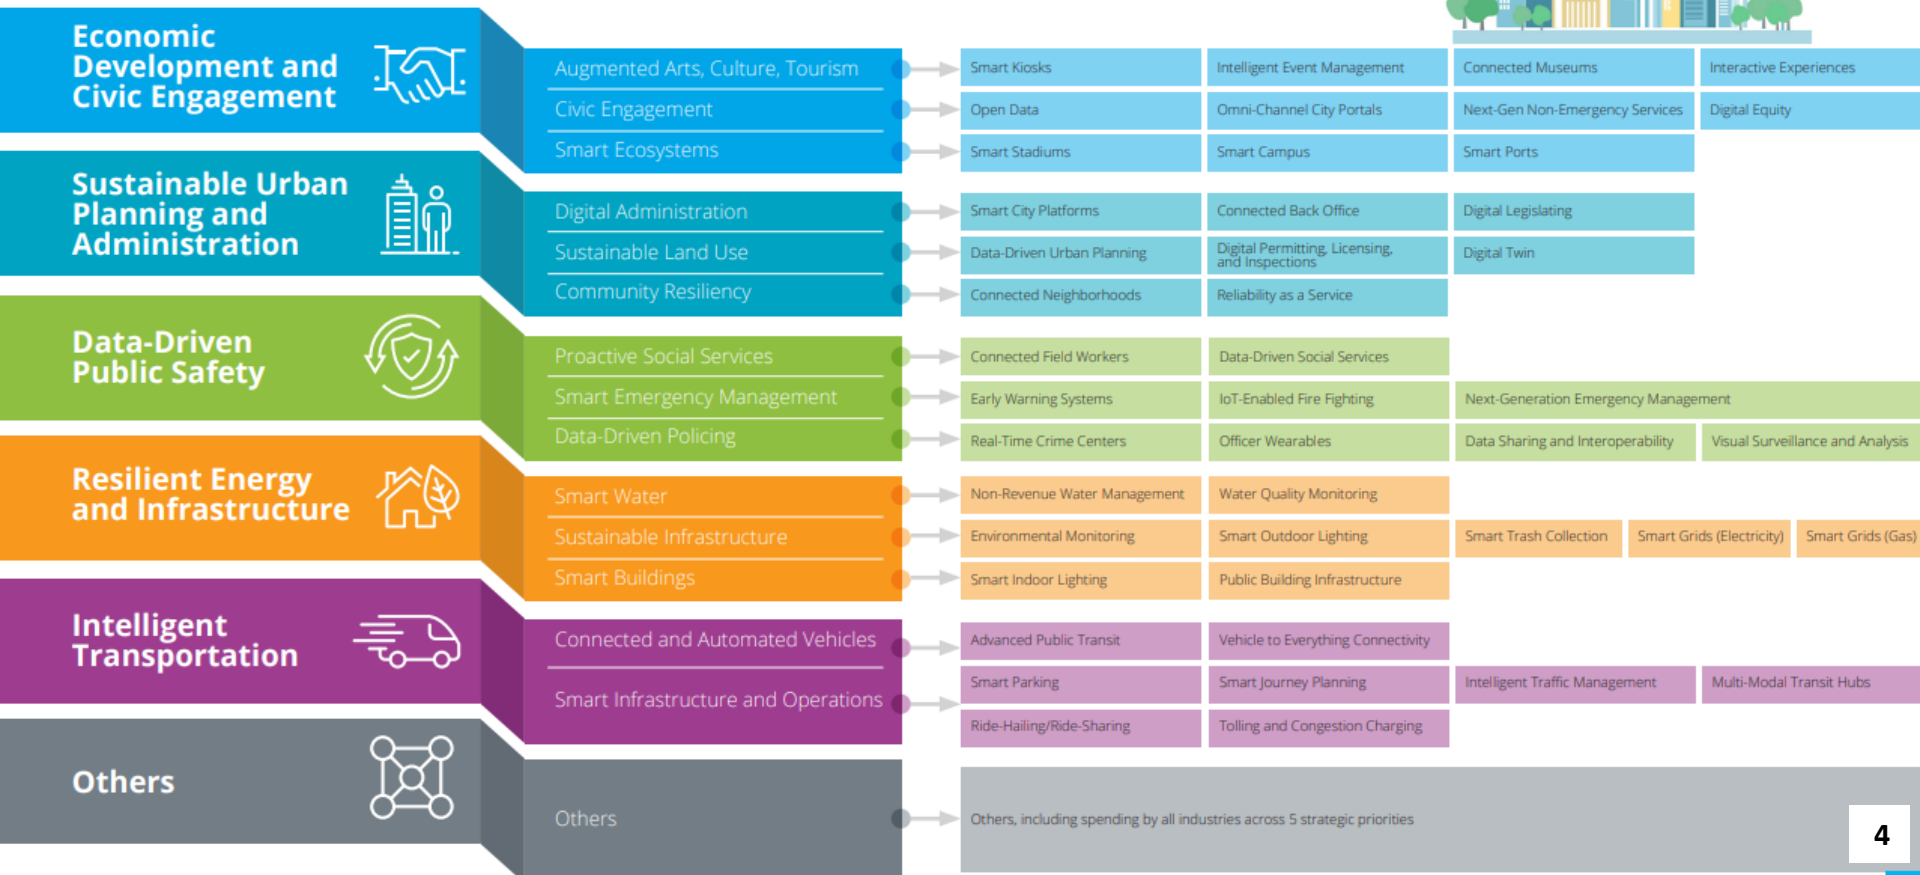 Economic
Development and
Civic Engagement
Augmented Arts, Culture, Tourism
Smart Kiosks
Intelligent Event Management
Connected Museums
Interactive Experiences
Civic Engagement
Open Data
Omni-Channel City Portals
Next-Gen Non-Emergency Services
Digital Equity
Smart Ecosystems
Smart Stadiums
Smart Campus
Smart Ports
Sustainable Urban
Planning and
Administration
Digital Administration
Smart City Platforms
Connected Back Office
Digital Legislating
Sustainable Land Use
Data-Driven Urban Planning
Digital Permitting, Licensing,
and Inspections
Digital Twin
Community Resiliency
Connected Neighborhoods
Reliability as a Service
Data-Driven
Public Safety
Proactive Social Services
Connected Field Workers
Data-Driven Social Services
Smart Emergency Management
Early Warning Systems
IoT-Enabled Fire Fighting
Next-Generation Emergency Management
Data-Driven Policing
Real-Time Crime Centers
Officer Wearables
Data Sharing and Interoperability
Visual Surveillance and Analysis
Resilient Energy
and Infrastructure
Smart Water
Non-Revenue Water Management
Water Quality Monitoring
Sustainable Infrastructure
Environmental Monitoring
Smart Outdoor Lighting
Smart Trash Collection
Smart Grids (Electricity)
Smart Grids (Gas)
Smart Buildings
Smart Indoor Lighting
Public Building Infrastructure
Intelligent
Transportation
Connected and Automated Vehicles
Advanced Public Transit
Vehicle to Everything Connectivity
Smart Infrastructure and Operations
Smart Parking
Smart Journey Planning
Intelligent Traffic Management
Multi-Modal Transit Hubs
Ride-Hailing/Ride-Sharing
Tolling and Congestion Charging
Others
Others
Others, including spending by all industries across 5 strategic priorities
4